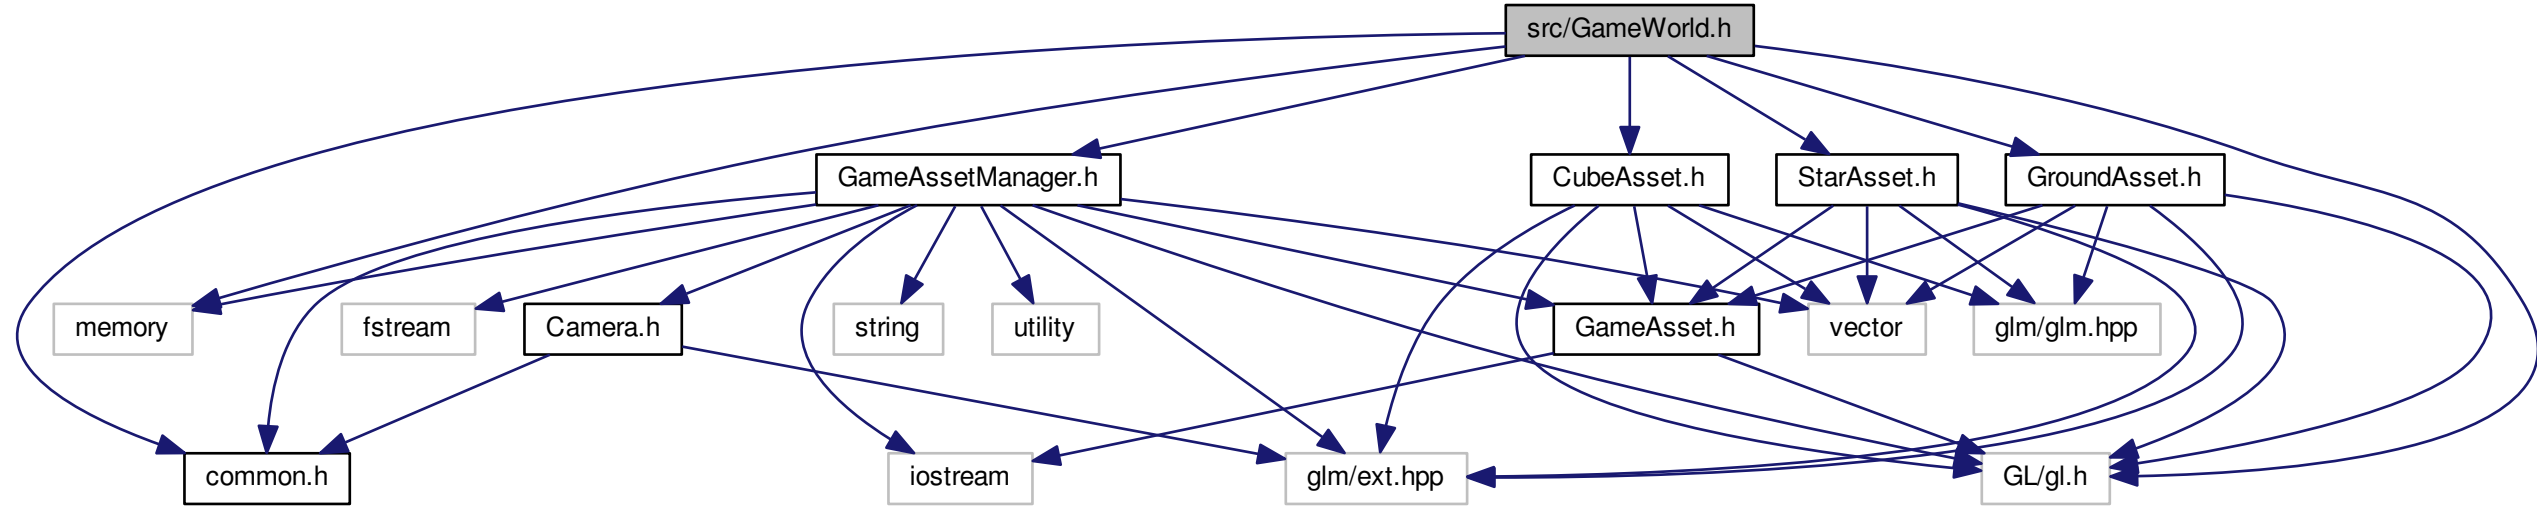 src/GameWorld.h
GameAssetManager.h
CubeAsset.h
StarAsset.h
GroundAsset.h
memory
fstream
Camera.h
string
utility
GameAsset.h
vector
glm/glm.hpp
common.h
iostream
glm/ext.hpp
GL/gl.h